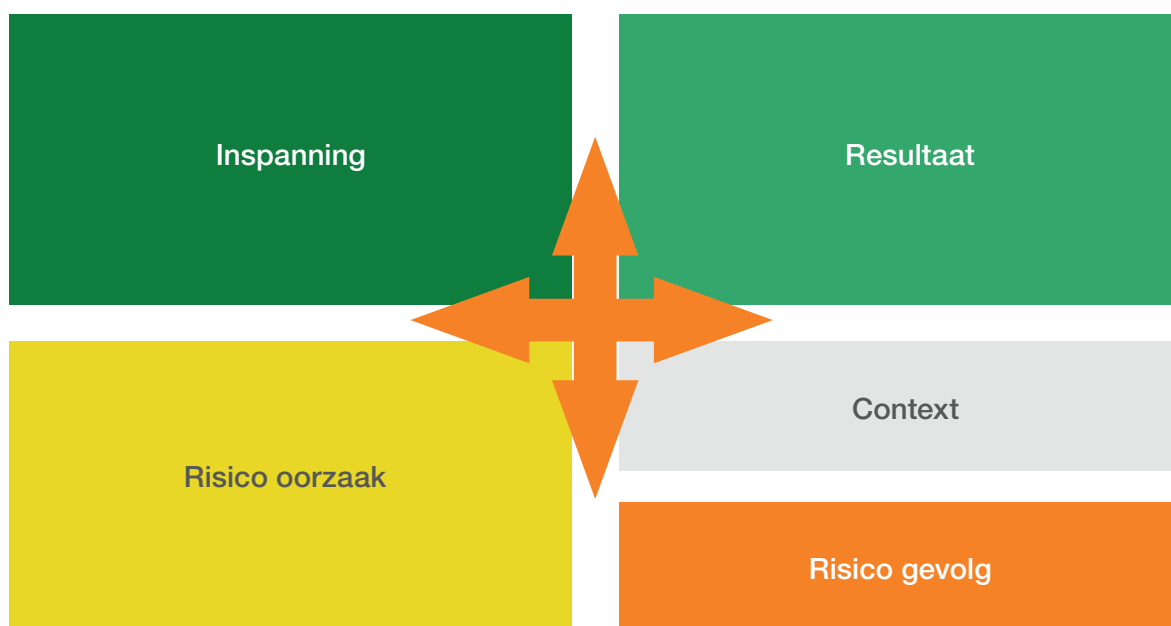 Inspanning
Resultaat
Risico oorzaak
Context
Risico gevolg